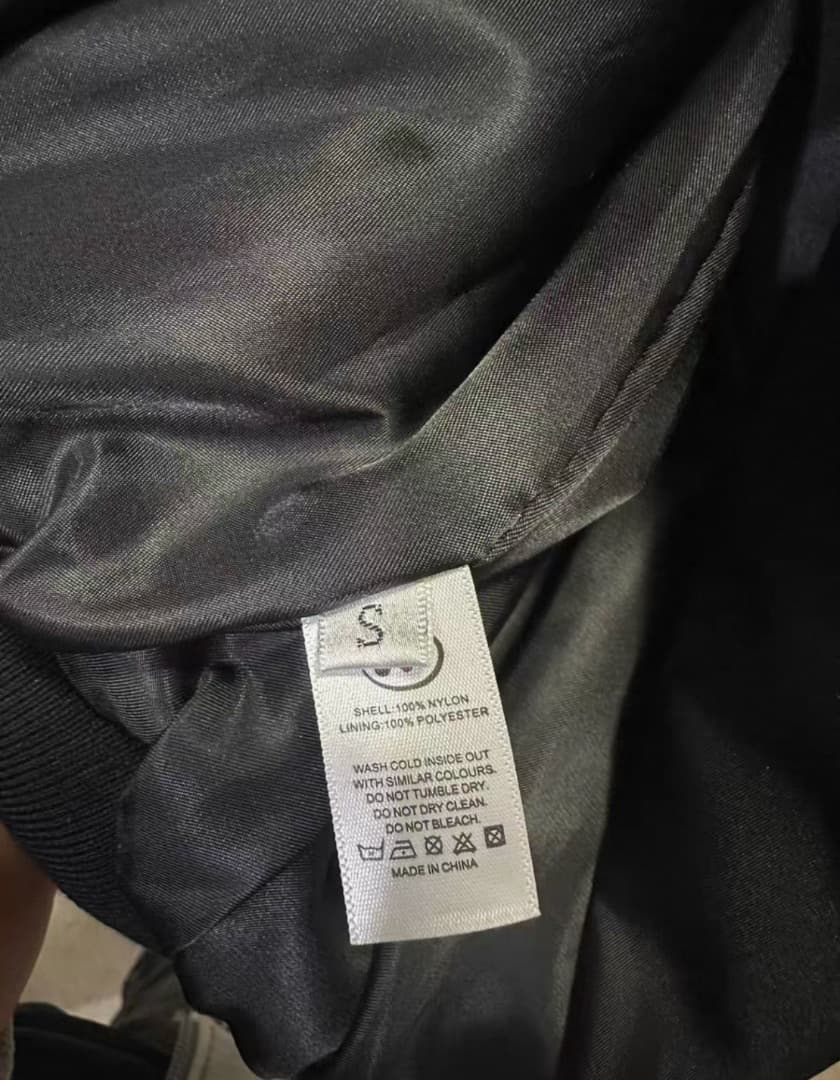 S
SHELL:100% NYLON
LINING:100% POLYESTER
WASH COLD INSIDE OUT
WITH SIMILAR COLOURS.
DO NOT TUMBLE DRY.
DO NOT DRY CLEAN.
DO NOT BLEACH.
MADE IN CHINA